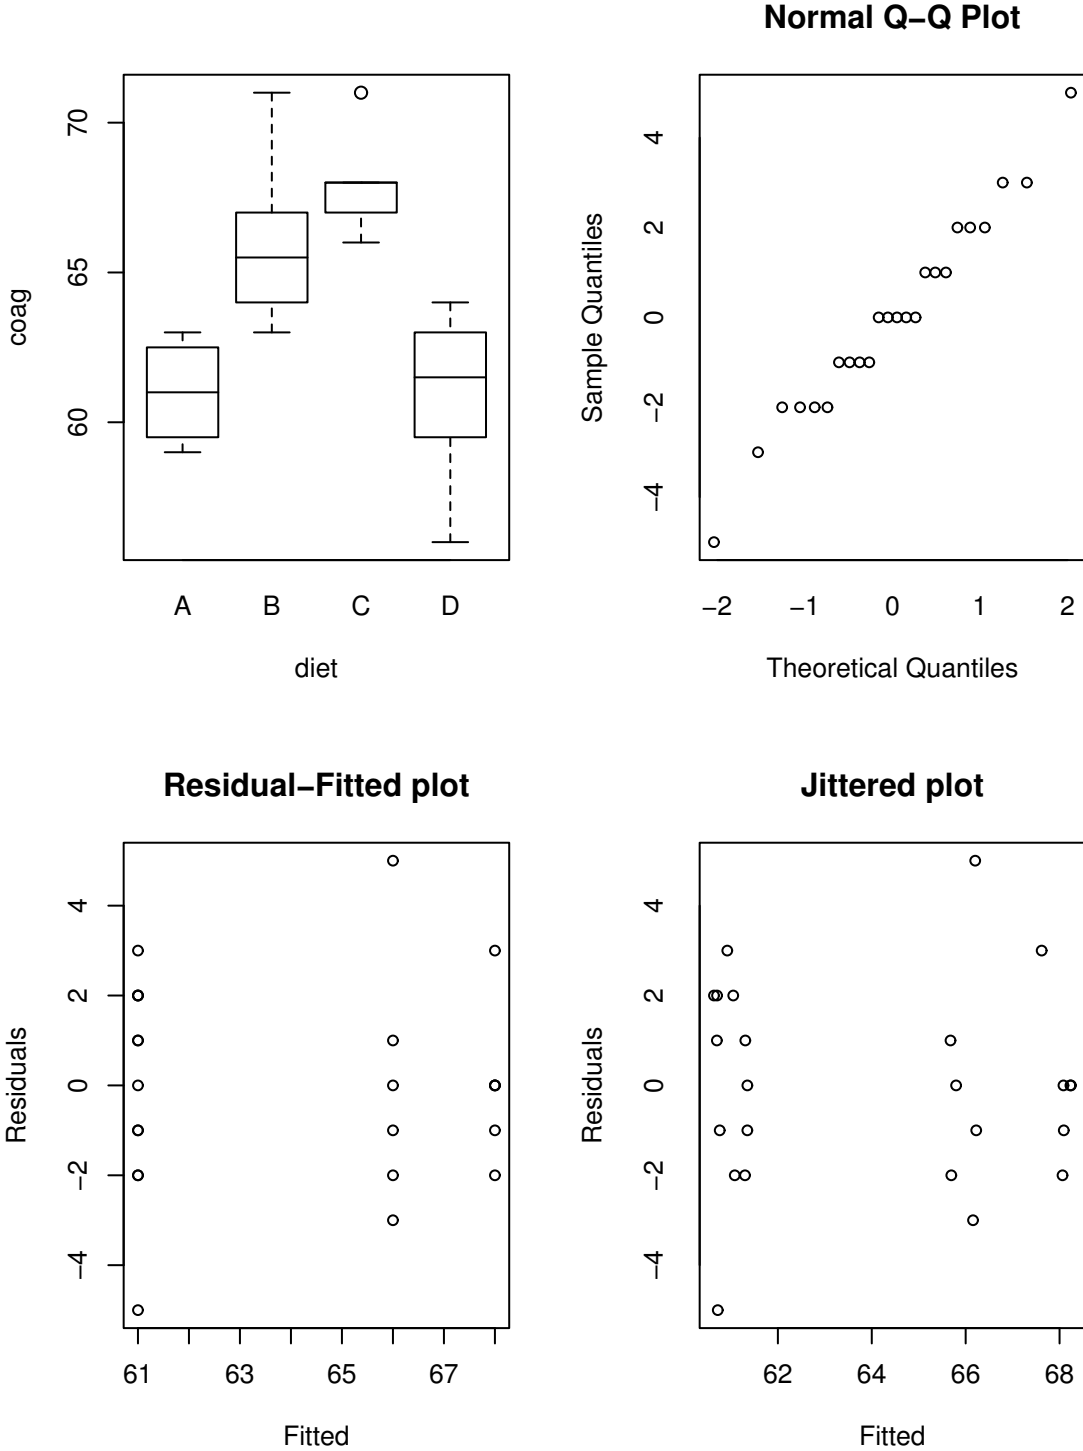 Normal Q−Q Plot
coag
70
65
60
A B C D
diet
Sample Quantiles
4
2
0
−2
−4
−2 −1 0 1 2
Theoretical Quantiles
Residual−Fitted plot
Residuals
4
2
0
−2
−4
61 63 65 67
Fitted
Jittered plot
Residuals
4
2
0
−2
−4
62 64 66 68
Fitted